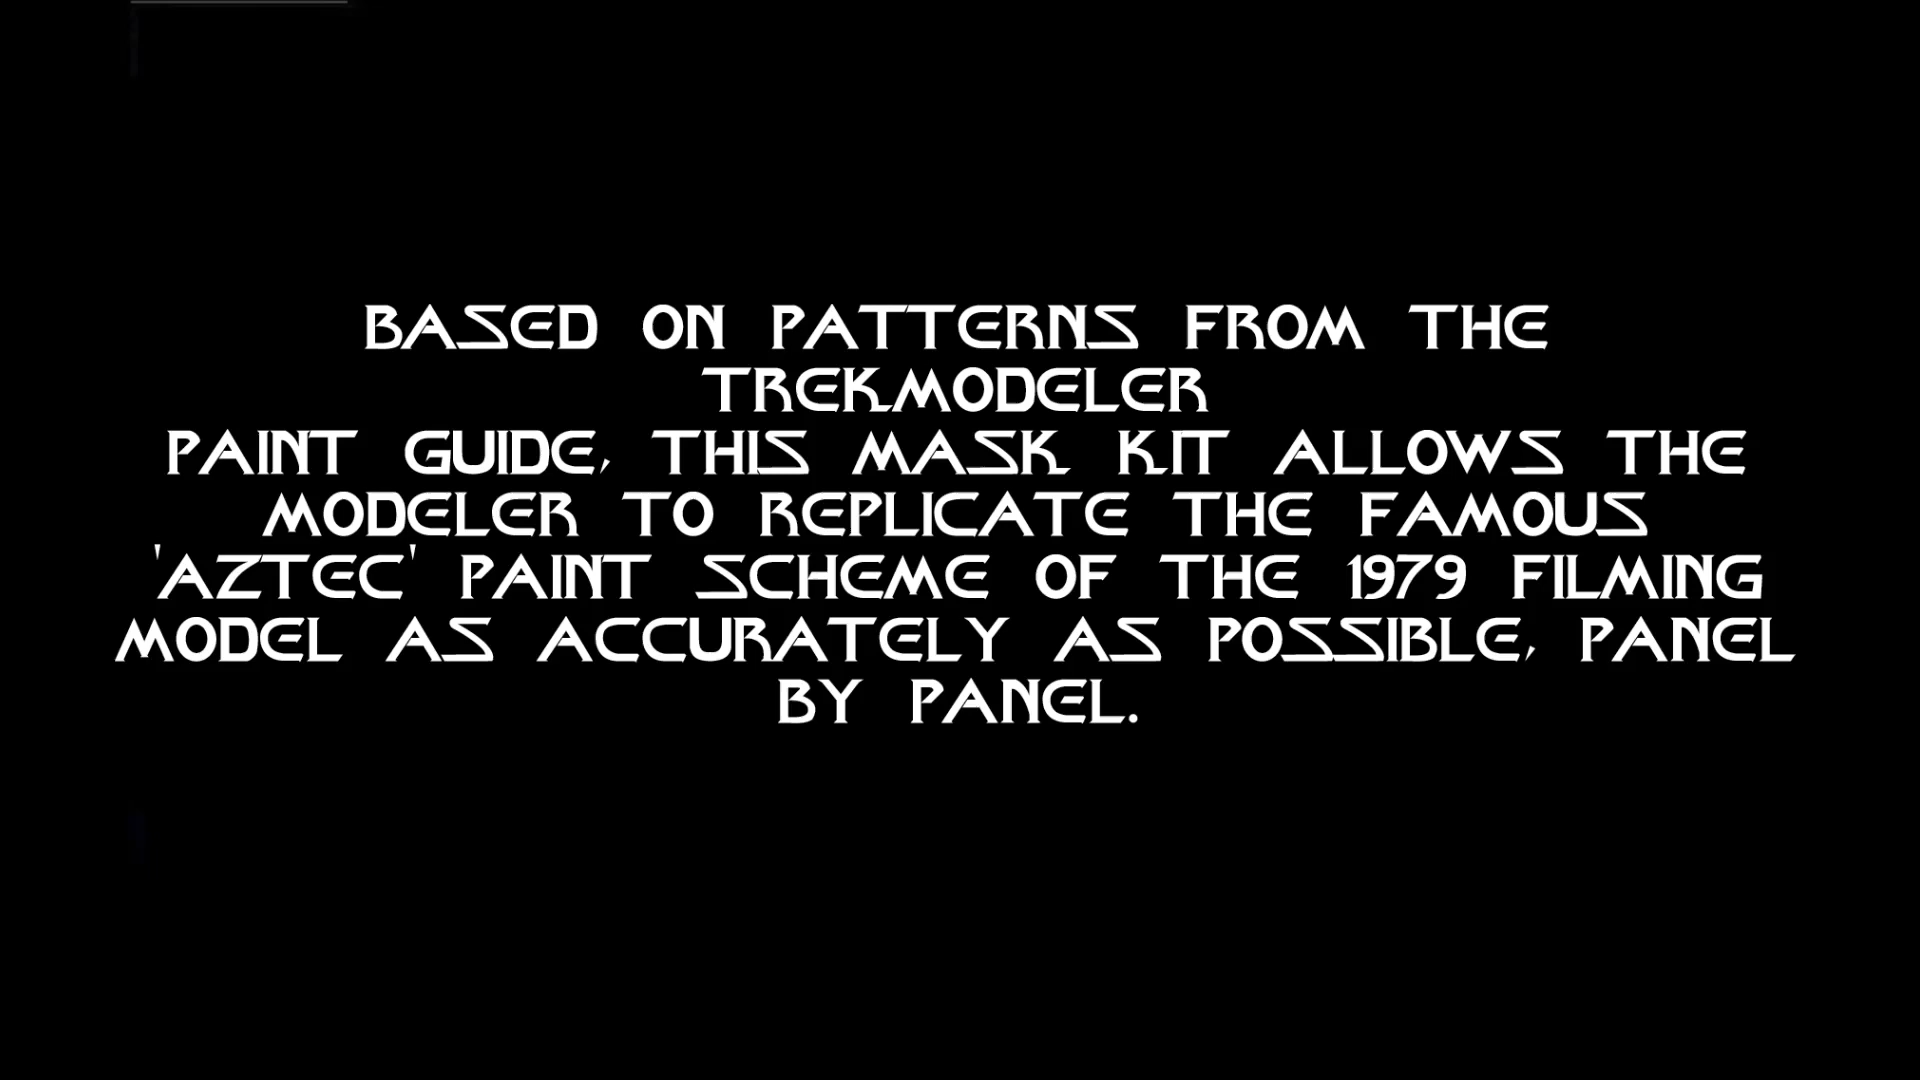 BASED ON PATTERNS FROM THE
TREKMODELER
PAINT GUIDE, THIS MASK KIT ALLOWS THE
MODELER TO REPLICATE THE FAMOUS
'AZTEC' PAINT SCHEME OF THE 1979 FILMING
MODEL AS ACCURATELY AS POSSIBLE, PANEL
BY PANEL.